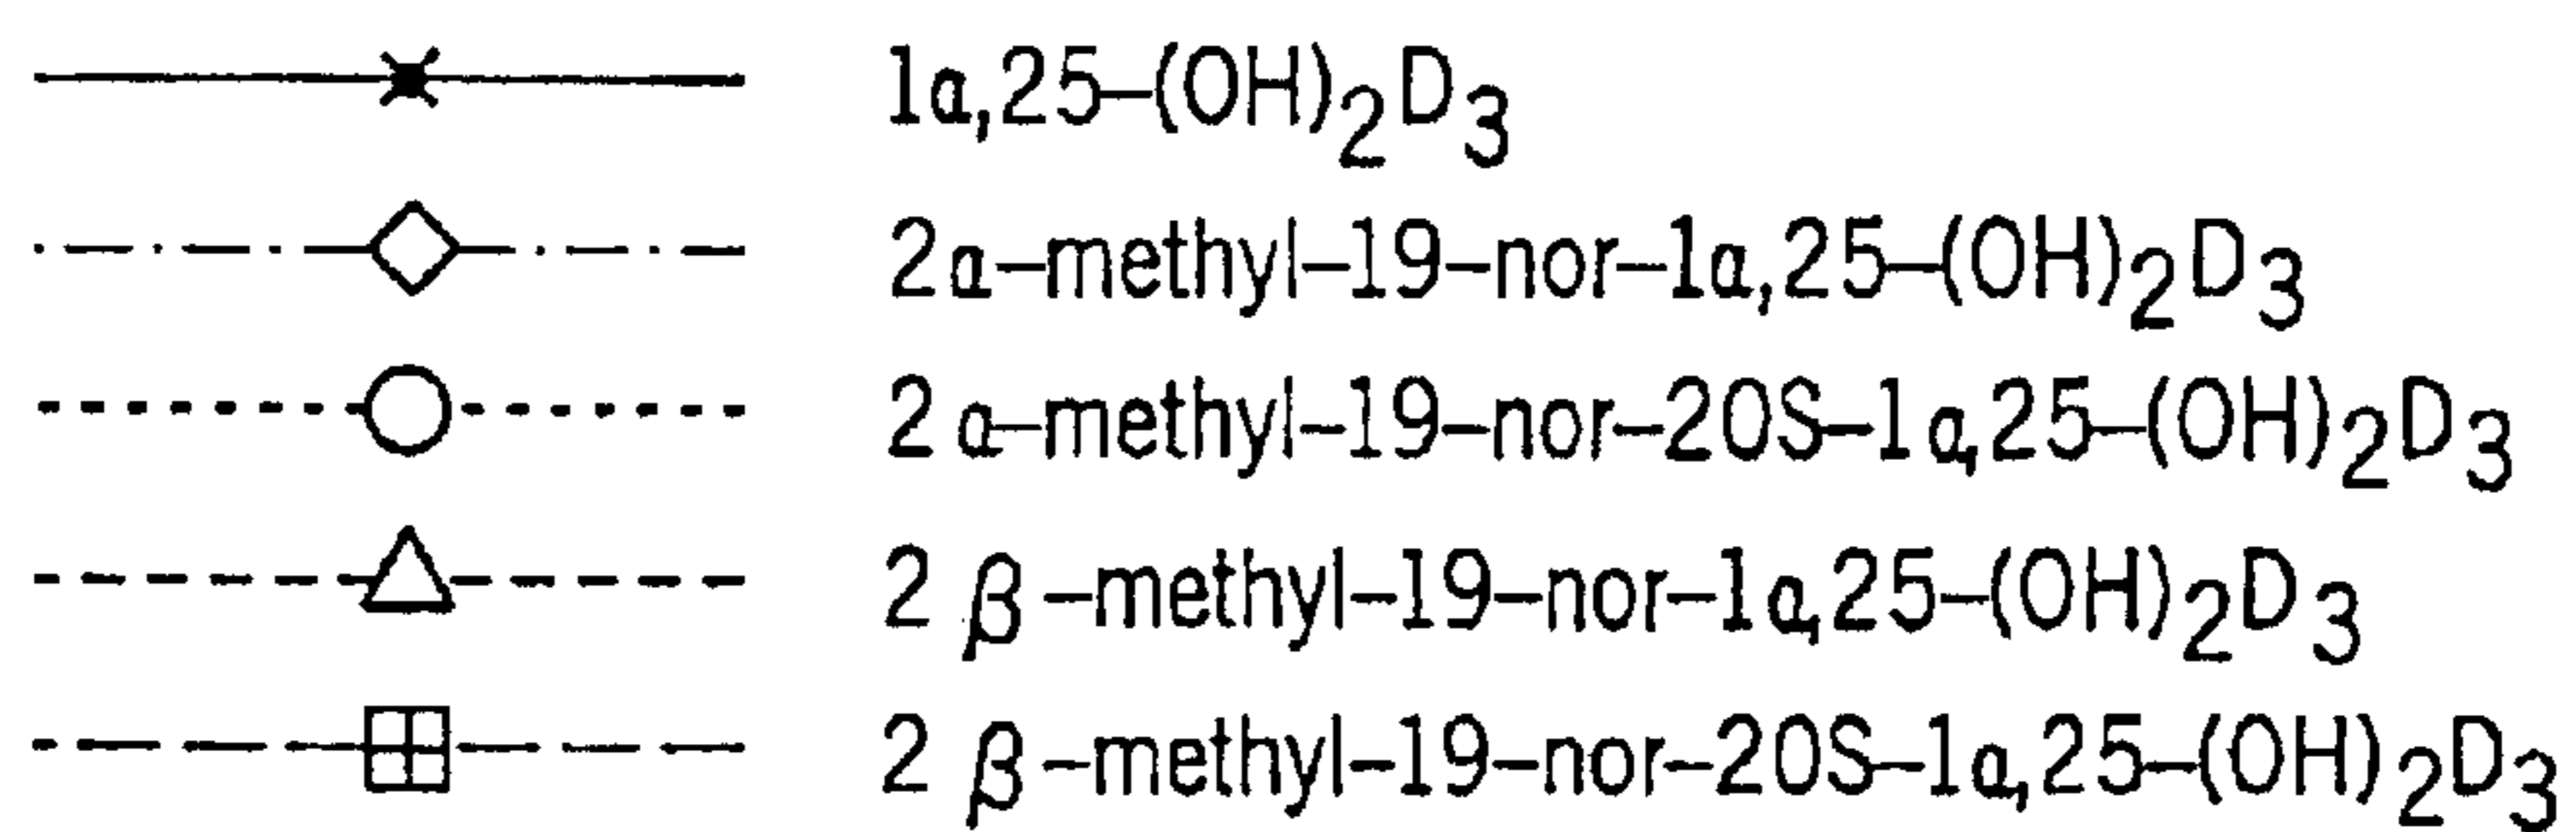 1α,25–(OH)₂D₃
2α–methyl–19–nor–1α,25–(OH)₂D₃
2α–methyl–19–nor–20S–1α,25–(OH)₂D₃
2β–methyl–19–nor–1α,25–(OH)₂D₃
2β–methyl–19–nor–20S–1α,25–(OH)₂D₃